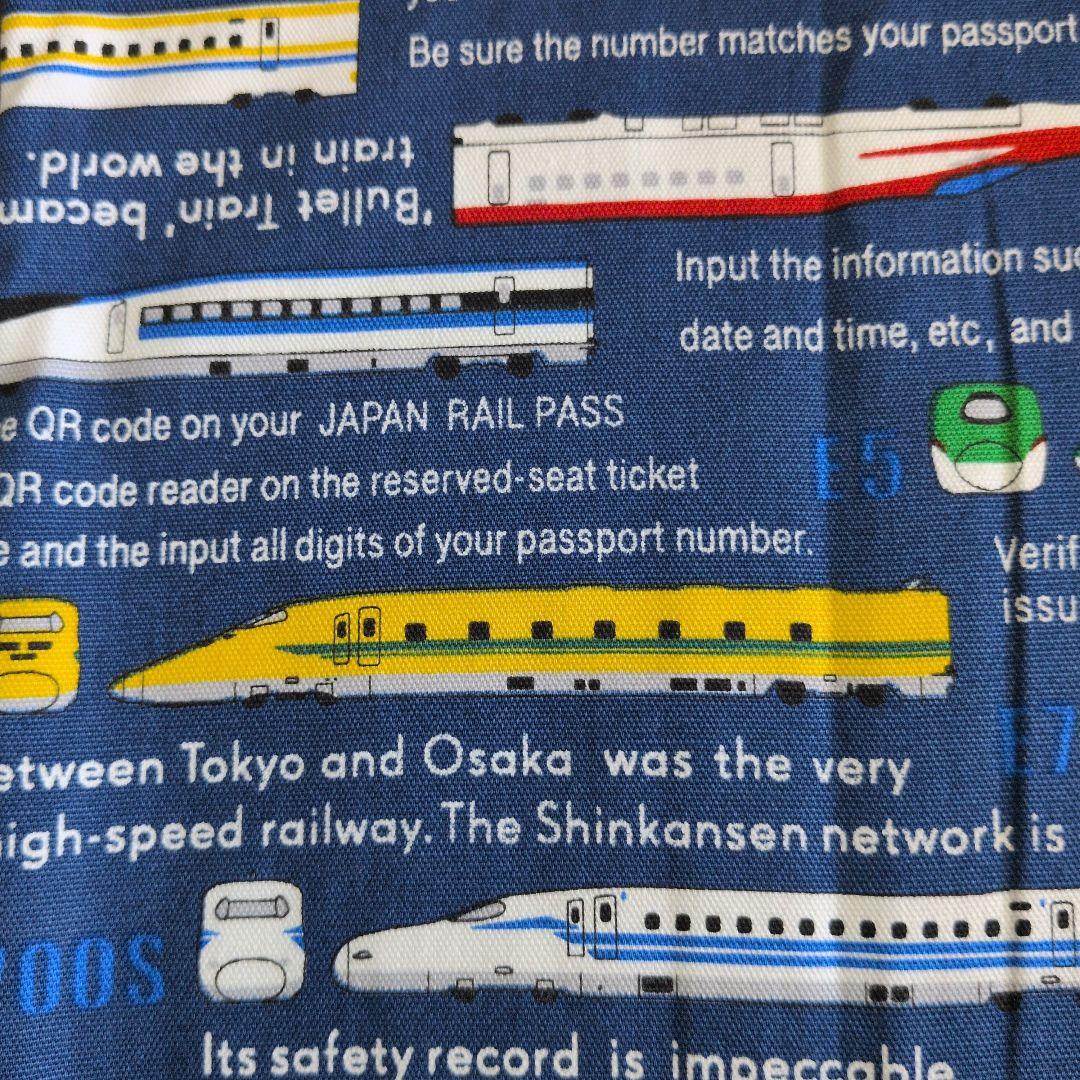 Be sure the number matches your passport
train in the world.
'Bullet Train', becam
Input the information
date and time, etc, and
QR code on your JAPAN RAIL PASS
QR code reader on the reserved-seat ticket
E5
and the input all digits of your passport number.
etween Tokyo and Osaka was the very
E7
igh-speed railway. The Shinkansen network is
00S
Its safety record is impeccable